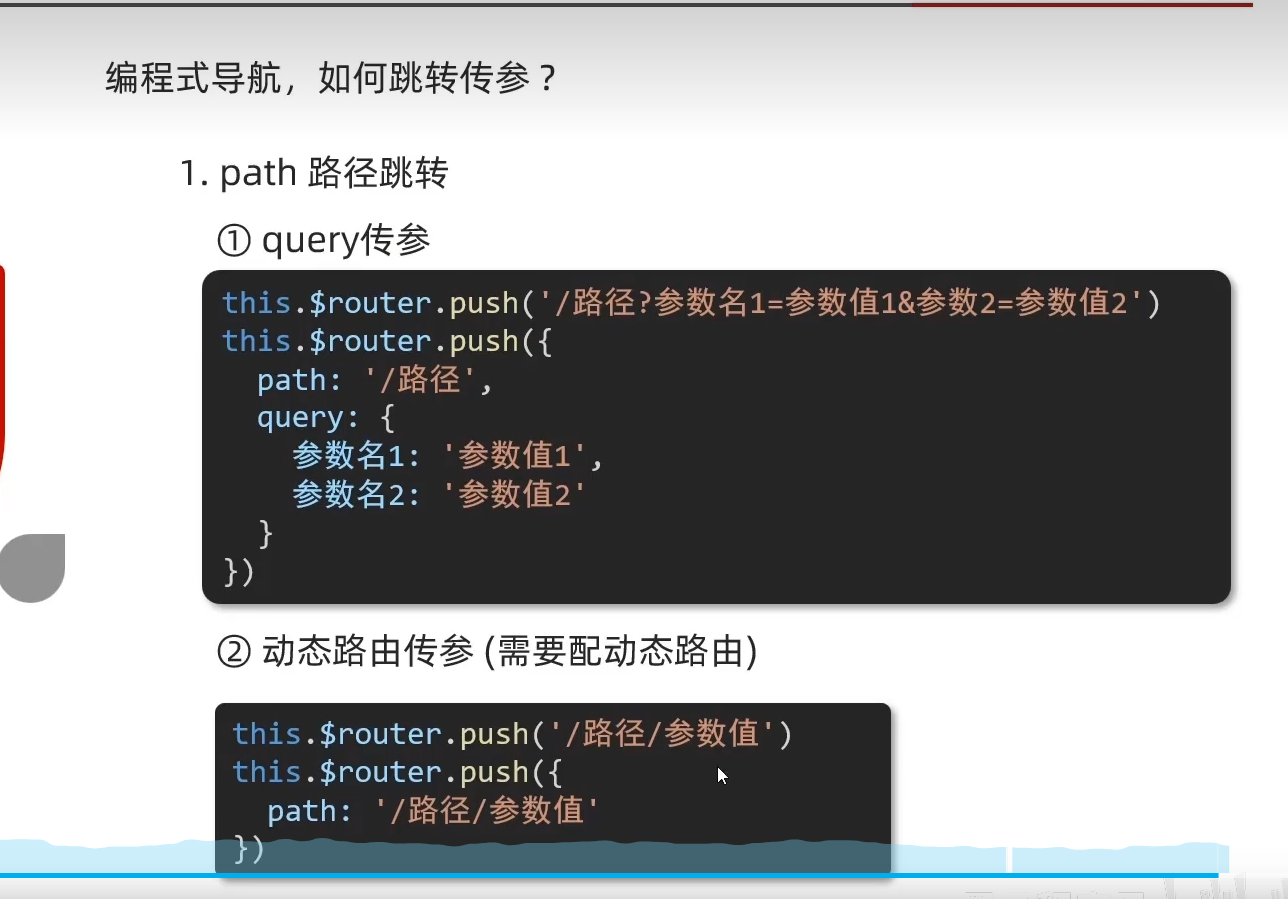 编程式导航，如何跳转传参？
1. path 路径跳转
① query传参
this.$router.push('/路径?参数名1=参数值1&参数2=参数值2')
this.$router.push({
  path: '/路径',
  query: {
    参数名1: '参数值1',
    参数名2: '参数值2'
  }
})
② 动态路由传参 (需要配动态路由)
this.$router.push('/路径/参数值')
this.$router.push({
  path: '/路径/参数值'
})